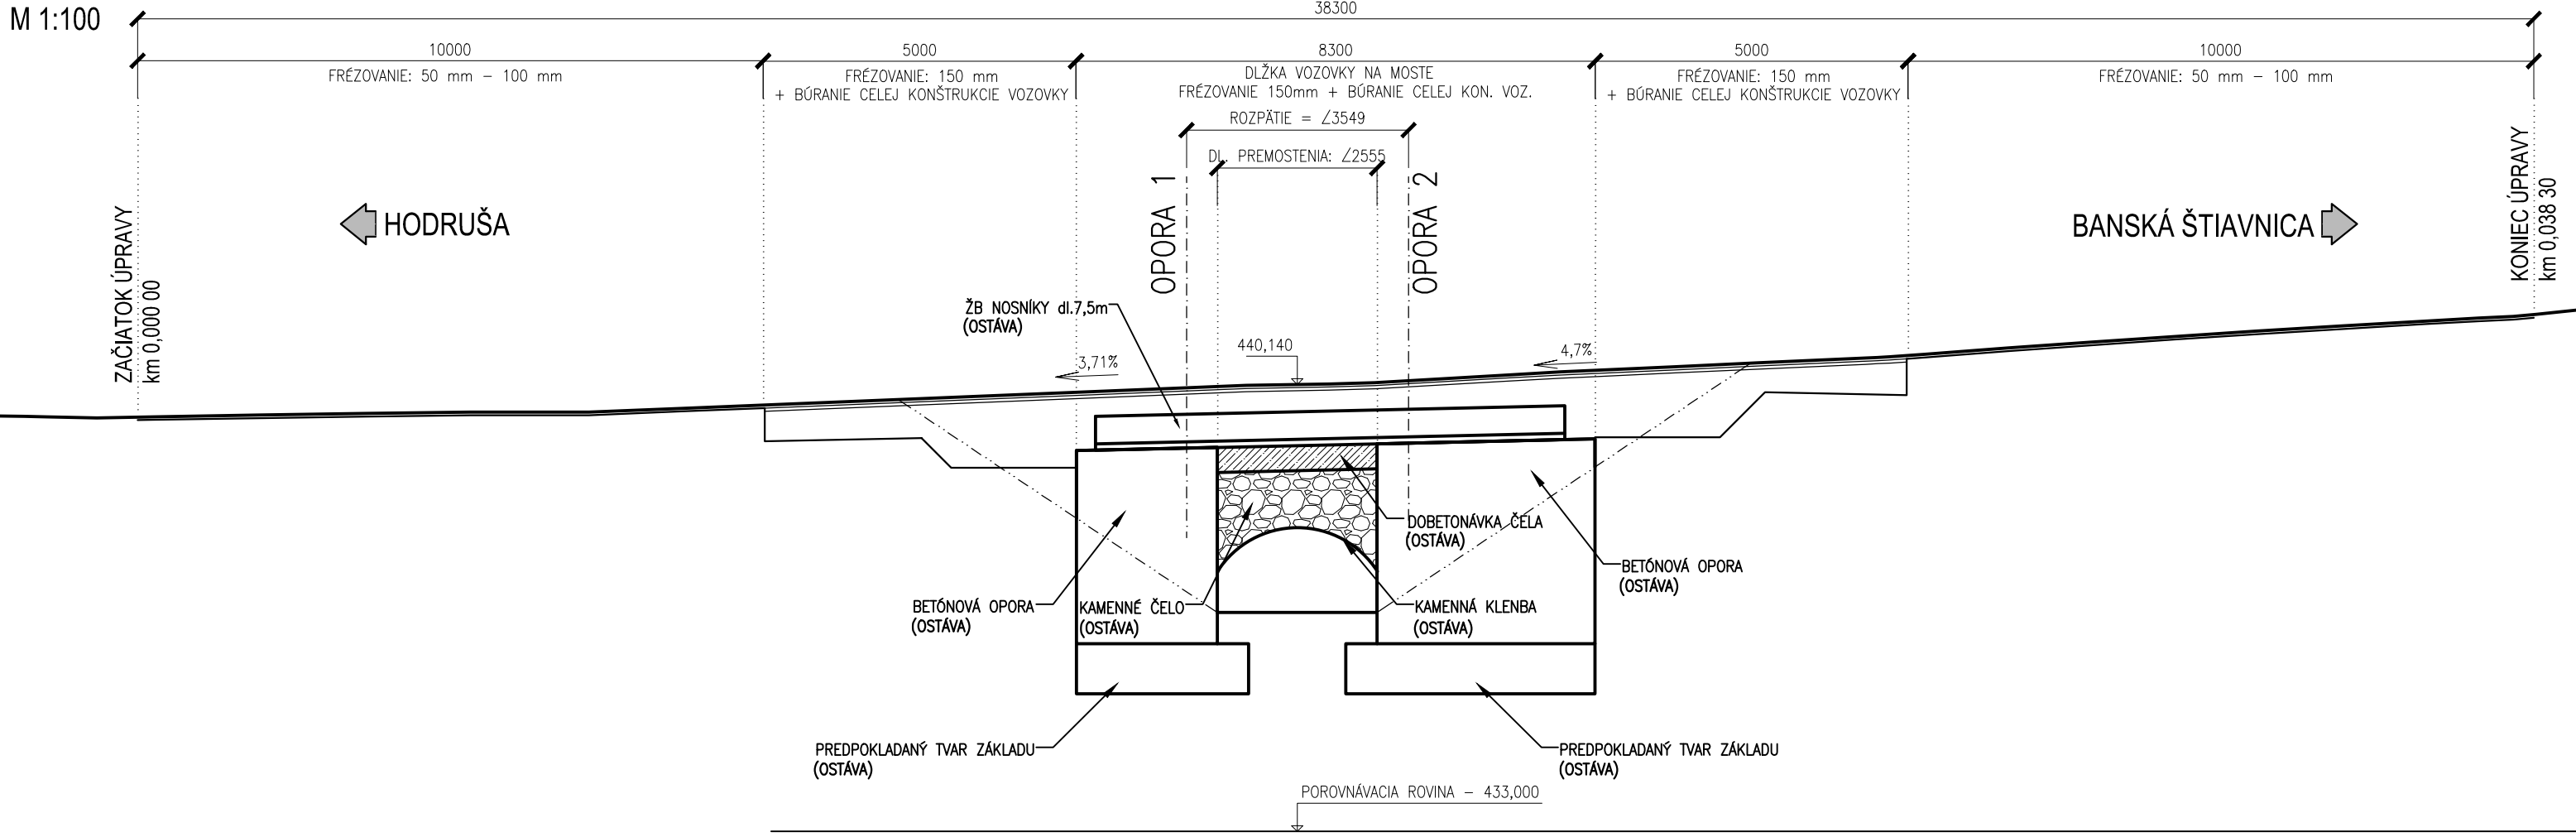 M 1:100
38300
10000
5000
8300
5000
10000
FRÉZOVANIE: 50 mm – 100 mm
FRÉZOVANIE: 150 mm
+ BÚRANIE CELEJ KONŠTRUKCIE VOZOVKY
DLŽKA VOZOVKY NA MOSTE
FRÉZOVANIE 150mm + BÚRANIE CELEJ KON. VOZ.
FRÉZOVANIE: 150 mm
+ BÚRANIE CELEJ KONŠTRUKCIE VOZOVKY
FRÉZOVANIE: 50 mm – 100 mm
ROZPÄTIE = ∠3549
DL. PREMOSTENIA: ∠2555
OPORA 1
OPORA 2
HODRUŠA
BANSKÁ ŠTIAVNICA
ZAČIATOK ÚPRAVY
km 0,000 00
KONIEC ÚPRAVY
km 0,038 30
ŽB NOSNÍKY dl.7,5m
(OSTÁVA)
440,140
3,71%
4,7%
DOBETONÁVKA ČELA
(OSTÁVA)
BETÓNOVÁ OPORA
(OSTÁVA)
BETÓNOVÁ OPORA
(OSTÁVA)
KAMENNÉ ČELO
(OSTÁVA)
KAMENNÁ KLENBA
(OSTÁVA)
PREDPOKLADANÝ TVAR ZÁKLADU
(OSTÁVA)
PREDPOKLADANÝ TVAR ZÁKLADU
(OSTÁVA)
POROVNÁVACIA ROVINA – 433,000